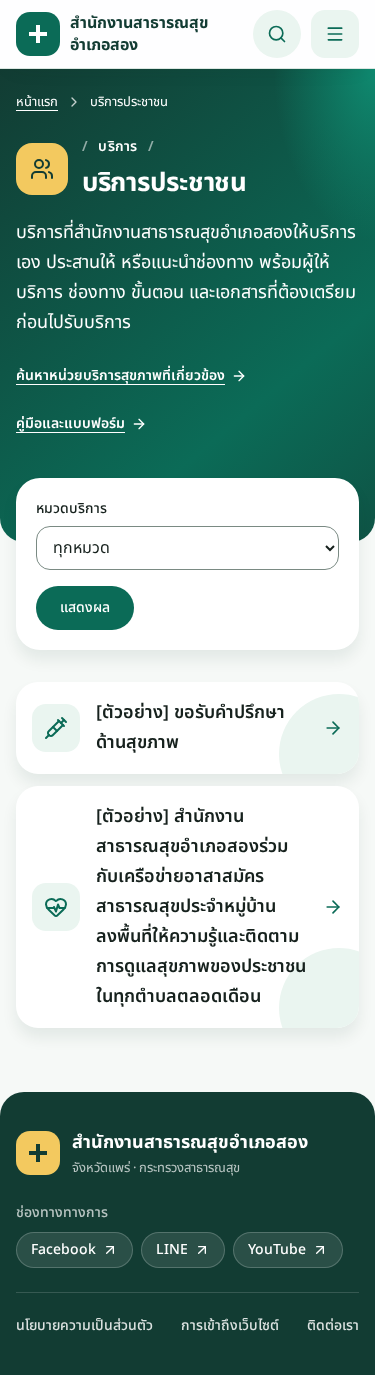 สำนักงานสาธารณสุข
อำเภอสอง
หน้าแรก
บริการประชาชน
/ บริการ /
บริการประชาชน
บริการที่สำนักงานสาธารณสุขอำเภอสองให้บริการ
เอง ประสานให้ หรือแนะนำช่องทาง พร้อมผู้ให้
บริการ ช่องทาง ขั้นตอน และเอกสารที่ต้องเตรียม
ก่อนไปรับบริการ
ค้นหาหน่วยบริการสุขภาพที่เกี่ยวข้อง
คู่มือและแบบฟอร์ม
หมวดบริการ
ทุกหมวด
แสดงผล
[ตัวอย่าง] ขอรับคำปรึกษา
ด้านสุขภาพ
[ตัวอย่าง] สำนักงาน
สาธารณสุขอำเภอสองร่วม
กับเครือข่ายอาสาสมัคร
สาธารณสุขประจำหมู่บ้าน
ลงพื้นที่ให้ความรู้และติดตาม
การดูแลสุขภาพของประชาชน
ในทุกตำบลตลอดเดือน
สำนักงานสาธารณสุขอำเภอสอง
จังหวัดแพร่ · กระทรวงสาธารณสุข
ช่องทางทางการ
Facebook
LINE
YouTube
นโยบายความเป็นส่วนตัว
การเข้าถึงเว็บไซต์
ติดต่อเรา